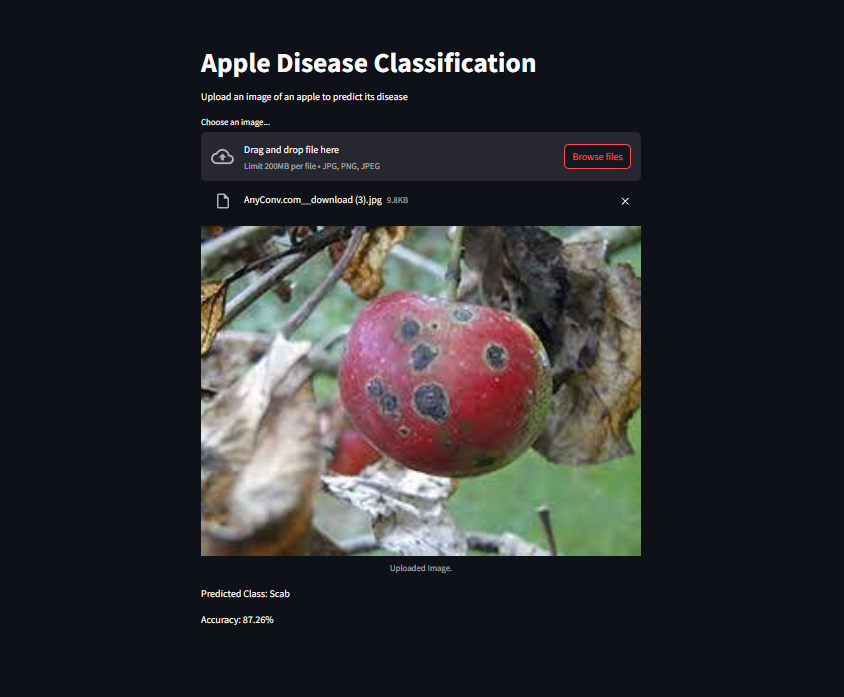 Apple Disease Classification
Upload an image of an apple to predict its disease
Choose an image...
Drag and drop file here
Limit 200MB per file • JPG, PNG, JPEG
Browse files
AnyConv.com__download (3).jpg 9.8KB
Uploaded Image.
Predicted Class: Scab
Accuracy: 87.26%